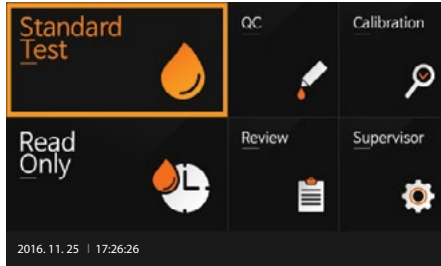 Standard
Test
QC
Calibration
Read
Only
Review
Supervisor
2016. 11. 25 | 17:26:26